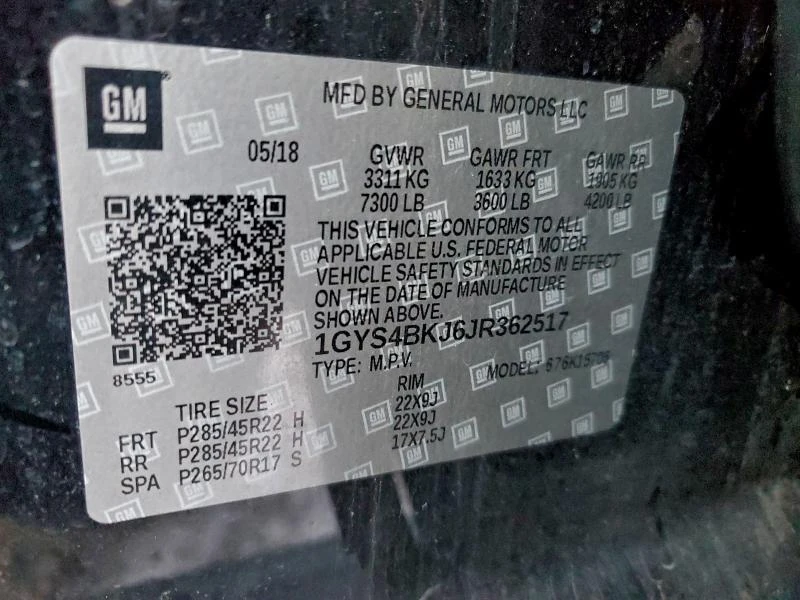 GM
MFD BY GENERAL MOTORS LLC
05/18 GVWR GAWR FRT GAWR RR
3311 KG 1633 KG 1905 KG
7300 LB 3600 LB 4200 LB
THIS VEHICLE CONFORMS TO ALL
APPLICABLE U.S. FEDERAL MOTOR
VEHICLE SAFETY STANDARDS IN EFFECT
ON THE DATE OF MANUFACTURE
SHOWN ABOVE.
1GYS4BKJ6JR362517
TYPE: M.P.V. MODEL:
8555
TIRE SIZE RIM
FRT P285/45R22 H 22X9J
RR P285/45R22 H 22X9J
SPA P265/70R17 S 17X7.5J